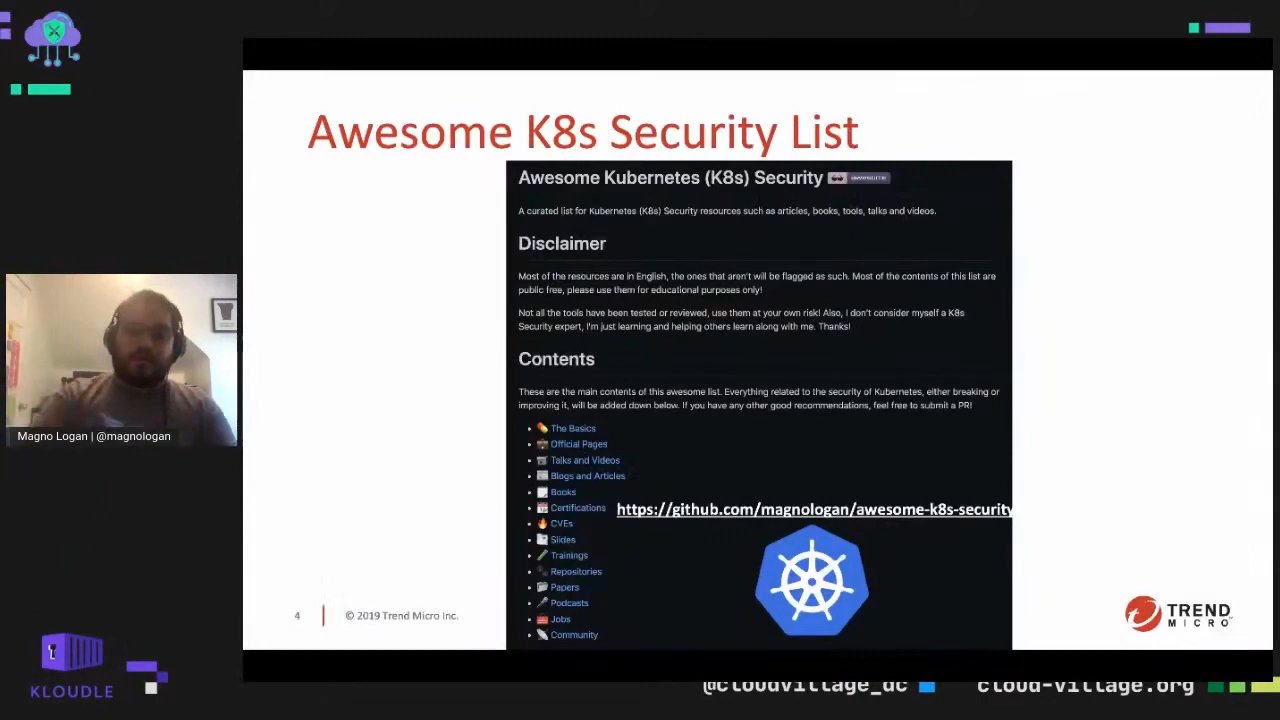 Awesome K8s Security List
Awesome Kubernetes (K8s) Security
A curated list for Kubernetes (K8s) Security resources such as articles, books, tools, talks and videos.
Disclaimer
Most of the resources are in English, the ones that aren't will be flagged as such. Most of the contents of this list are
public free, please use them for educational purposes only!
Not all the tools have been tested or reviewed, use them at your own risk! Also, I don't consider myself a K8s
Security expert, I'm just learning and helping others learn along with me. Thanks!
Contents
These are the main contents of this awesome list. Everything related to the security of Kubernetes, either breaking or
improving it, will be added down below. If you have any other good recommendations, feel free to submit a PR!
The Basics
Official Pages
Talks and Videos
Blogs and Articles
Books
Certifications
https://github.com/magnologan/awesome-k8s-security
CVEs
Slides
Trainings
Repositories
Papers
Podcasts
Jobs
Community
4
© 2019 Trend Micro Inc.
TREND
MICRO
Magno Logan | @magnologan
KLOUDLE
@cloudvillage_dc
cloud-village.org